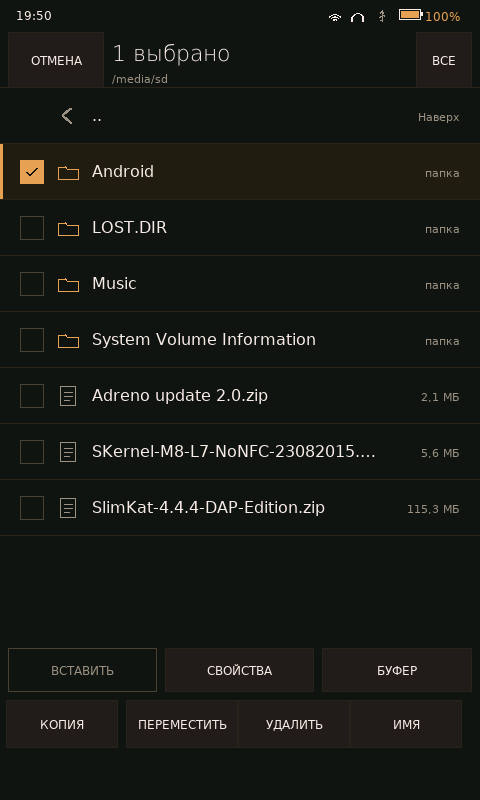 19:50
100%
ОТМЕНА
1 выбрано
/media/sd
ВСЕ
..
Наверх
Android
папка
LOST.DIR
папка
Music
папка
System Volume Information
папка
Adreno update 2.0.zip
2,1 МБ
SKernel-M8-L7-NoNFC-23082015....
5,6 МБ
SlimKat-4.4.4-DAP-Edition.zip
115,3 МБ
ВСТАВИТЬ
СВОЙСТВА
БУФЕР
КОПИЯ
ПЕРЕМЕСТИТЬ
УДАЛИТЬ
ИМЯ